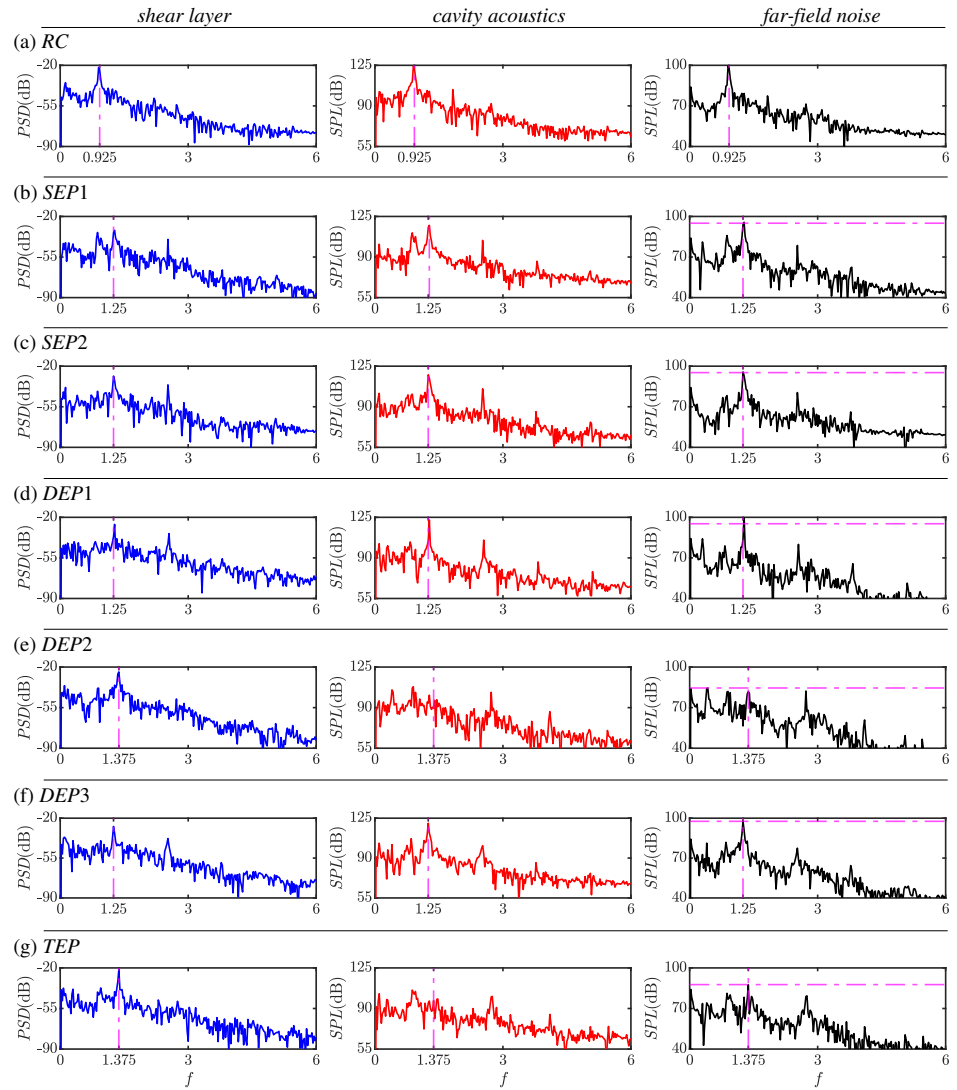 shear layer cavity acoustics far-field noise
(a) RC
PSD(dB) -20 -55 -90 SPL(dB) 125 90 55 SPL(dB) 100 70 40
0 0.925 3 6 0 0.925 3 6 0 0.925 3 6
(b) SEP1
PSD(dB) -20 -55 -90 SPL(dB) 125 90 55 SPL(dB) 100 70 40
0 1.25 3 6 0 1.25 3 6 0 1.25 3 6
(c) SEP2
PSD(dB) -20 -55 -90 SPL(dB) 125 90 55 SPL(dB) 100 70 40
0 1.25 3 6 0 1.25 3 6 0 1.25 3 6
(d) DEP1
PSD(dB) -20 -55 -90 SPL(dB) 125 90 55 SPL(dB) 100 70 40
0 1.25 3 6 0 1.25 3 6 0 1.25 3 6
(e) DEP2
PSD(dB) -20 -55 -90 SPL(dB) 125 90 55 SPL(dB) 100 70 40
0 1.375 3 6 0 1.375 3 6 0 1.375 3 6
(f) DEP3
PSD(dB) -20 -55 -90 SPL(dB) 125 90 55 SPL(dB) 100 70 40
0 1.25 3 6 0 1.25 3 6 0 1.25 3 6
(g) TEP
PSD(dB) -20 -55 -90 SPL(dB) 125 90 55 SPL(dB) 100 70 40
0 1.375 3 6 0 1.375 3 6 0 1.375 3 6
f f f